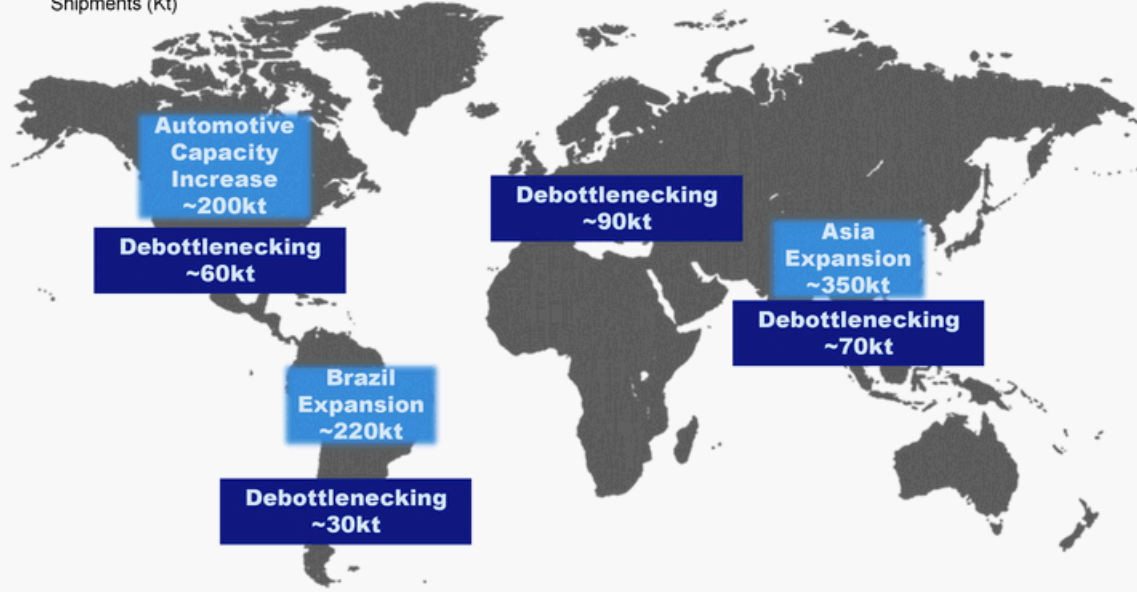 Shipments (Kt)
Automotive
Capacity
Increase
~200kt
Debottlenecking
~60kt
Debottlenecking
~90kt
Asia
Expansion
~350kt
Debottlenecking
~70kt
Brazil
Expansion
~220kt
Debottlenecking
~30kt